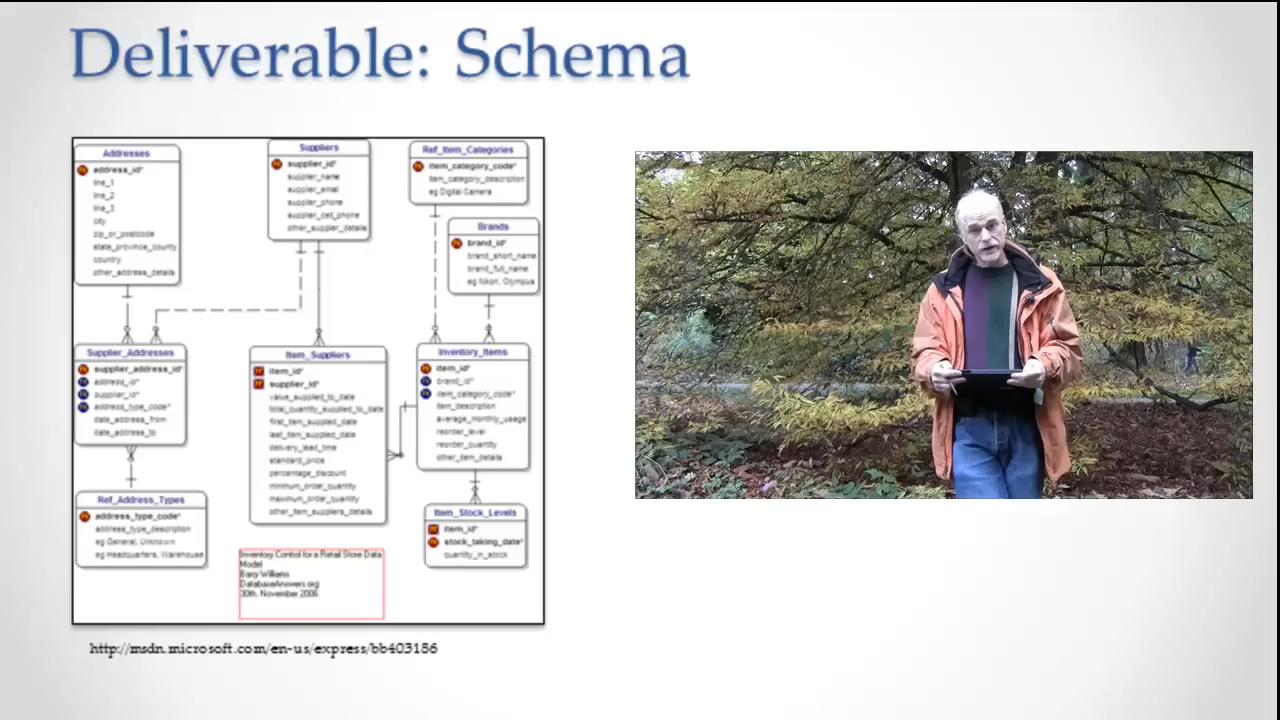 Deliverable: Schema
Addresses
address_id*
line_1
line_2
line_3
city
zip_or_postcode
state_province_county
country
other_address_details
Suppliers
supplier_id*
supplier_name
supplier_email
supplier_phone
supplier_cell_phone
other_supplier_details
Ref_Item_Categories
item_category_code*
item_category_description
eg Digital Camera
Brands
brand_id*
brand_short_name
brand_full_name
eg Nikon, Olympus
Supplier_Addresses
supplier_address_id*
address_id*
supplier_id*
address_type_code*
date_address_from
date_address_to
Item_Suppliers
item_id*
supplier_id*
value_supplied_to_date
total_quantity_supplied_to_date
first_item_supplied_date
last_item_supplied_date
delivery_lead_time
standard_price
percentage_discount
minimum_order_quantity
maximum_order_quantity
other_item_suppliers_details
Inventory_Items
item_id*
brand_id*
item_category_code*
item_description
average_monthly_usage
reorder_level
reorder_quantity
other_item_details
Ref_Address_Types
address_type_code*
address_type_description
eg General, Unknown
eg Headquarters, Warehouse
Item_Stock_Levels
item_id*
stock_taking_date*
quantity_in_stock
Inventory Control for a Retail Store Data
Model
Barry Williams
DatabaseAnswers.org
30th. November 2006
http://msdn.microsoft.com/en-us/express/bb403186